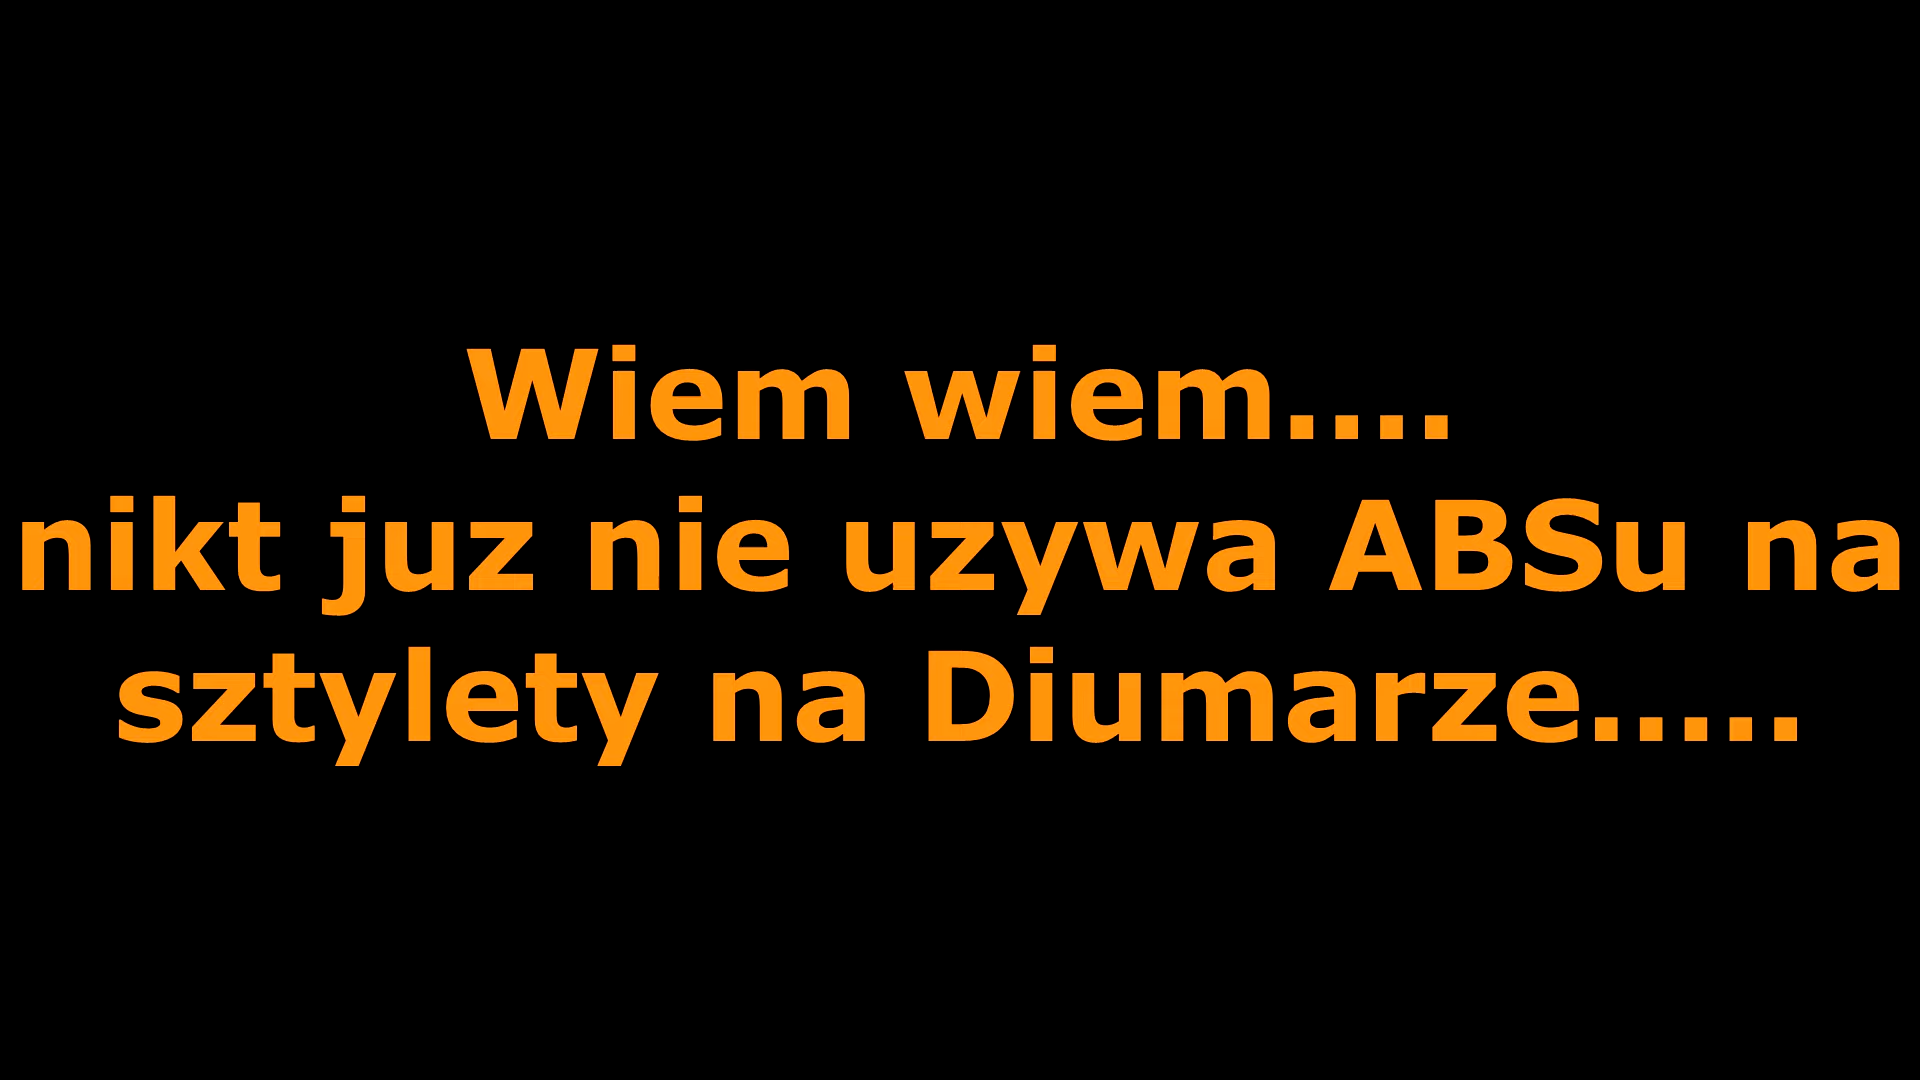 Wiem wiem....
nikt juz nie uzywa ABSu na
sztylety na Diumarze.....